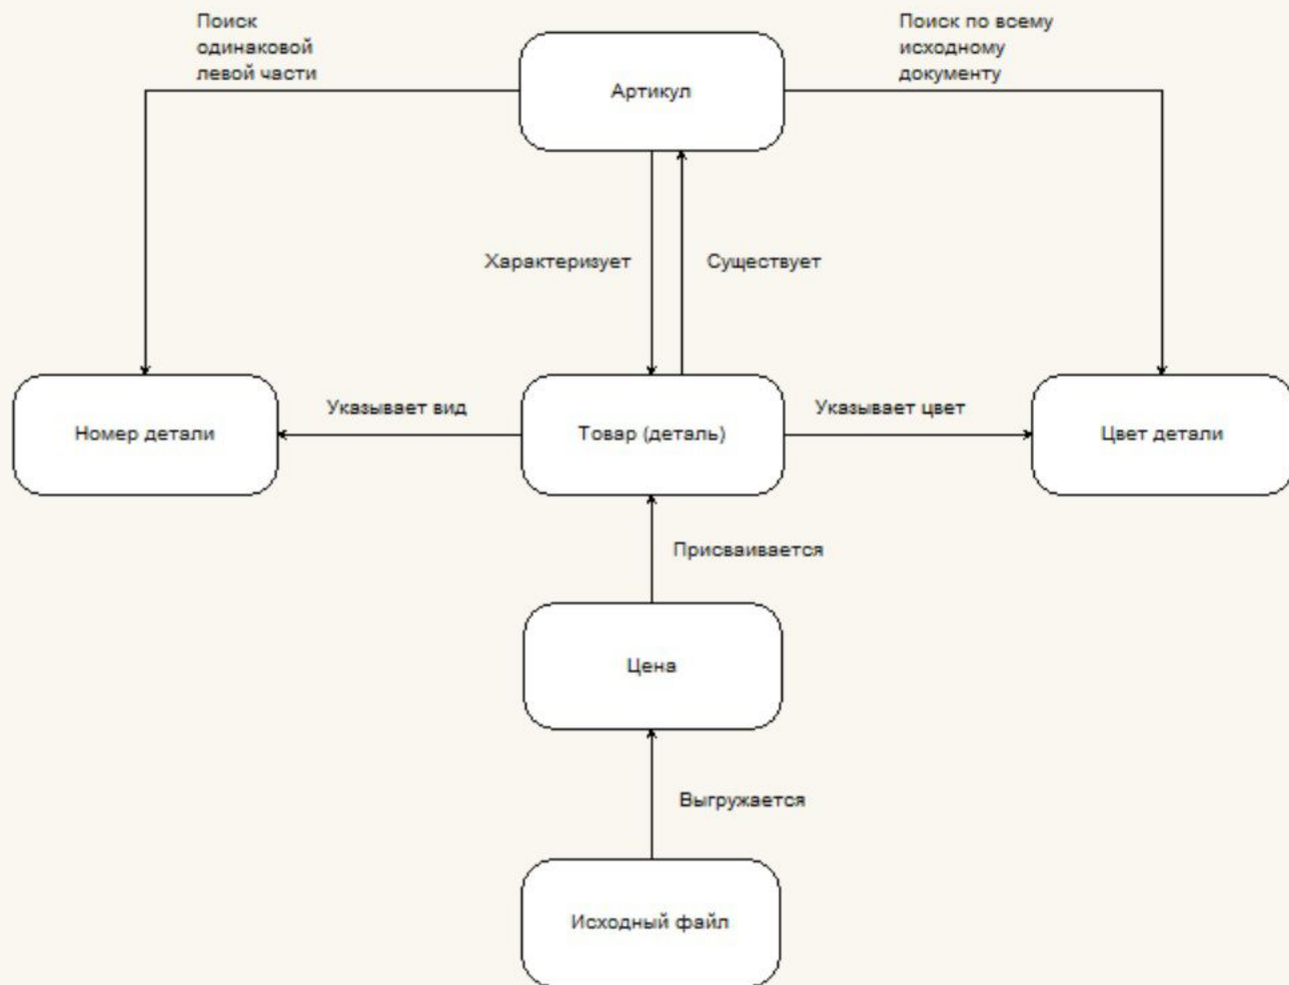 Поиск
одинаковой
левой части
Поиск по всему
исходному
документу
Артикул
Характеризует
Существует
Номер детали
Указывает вид
Товар (деталь)
Указывает цвет
Цвет детали
Присваивается
Цена
Выгружается
Исходный файл